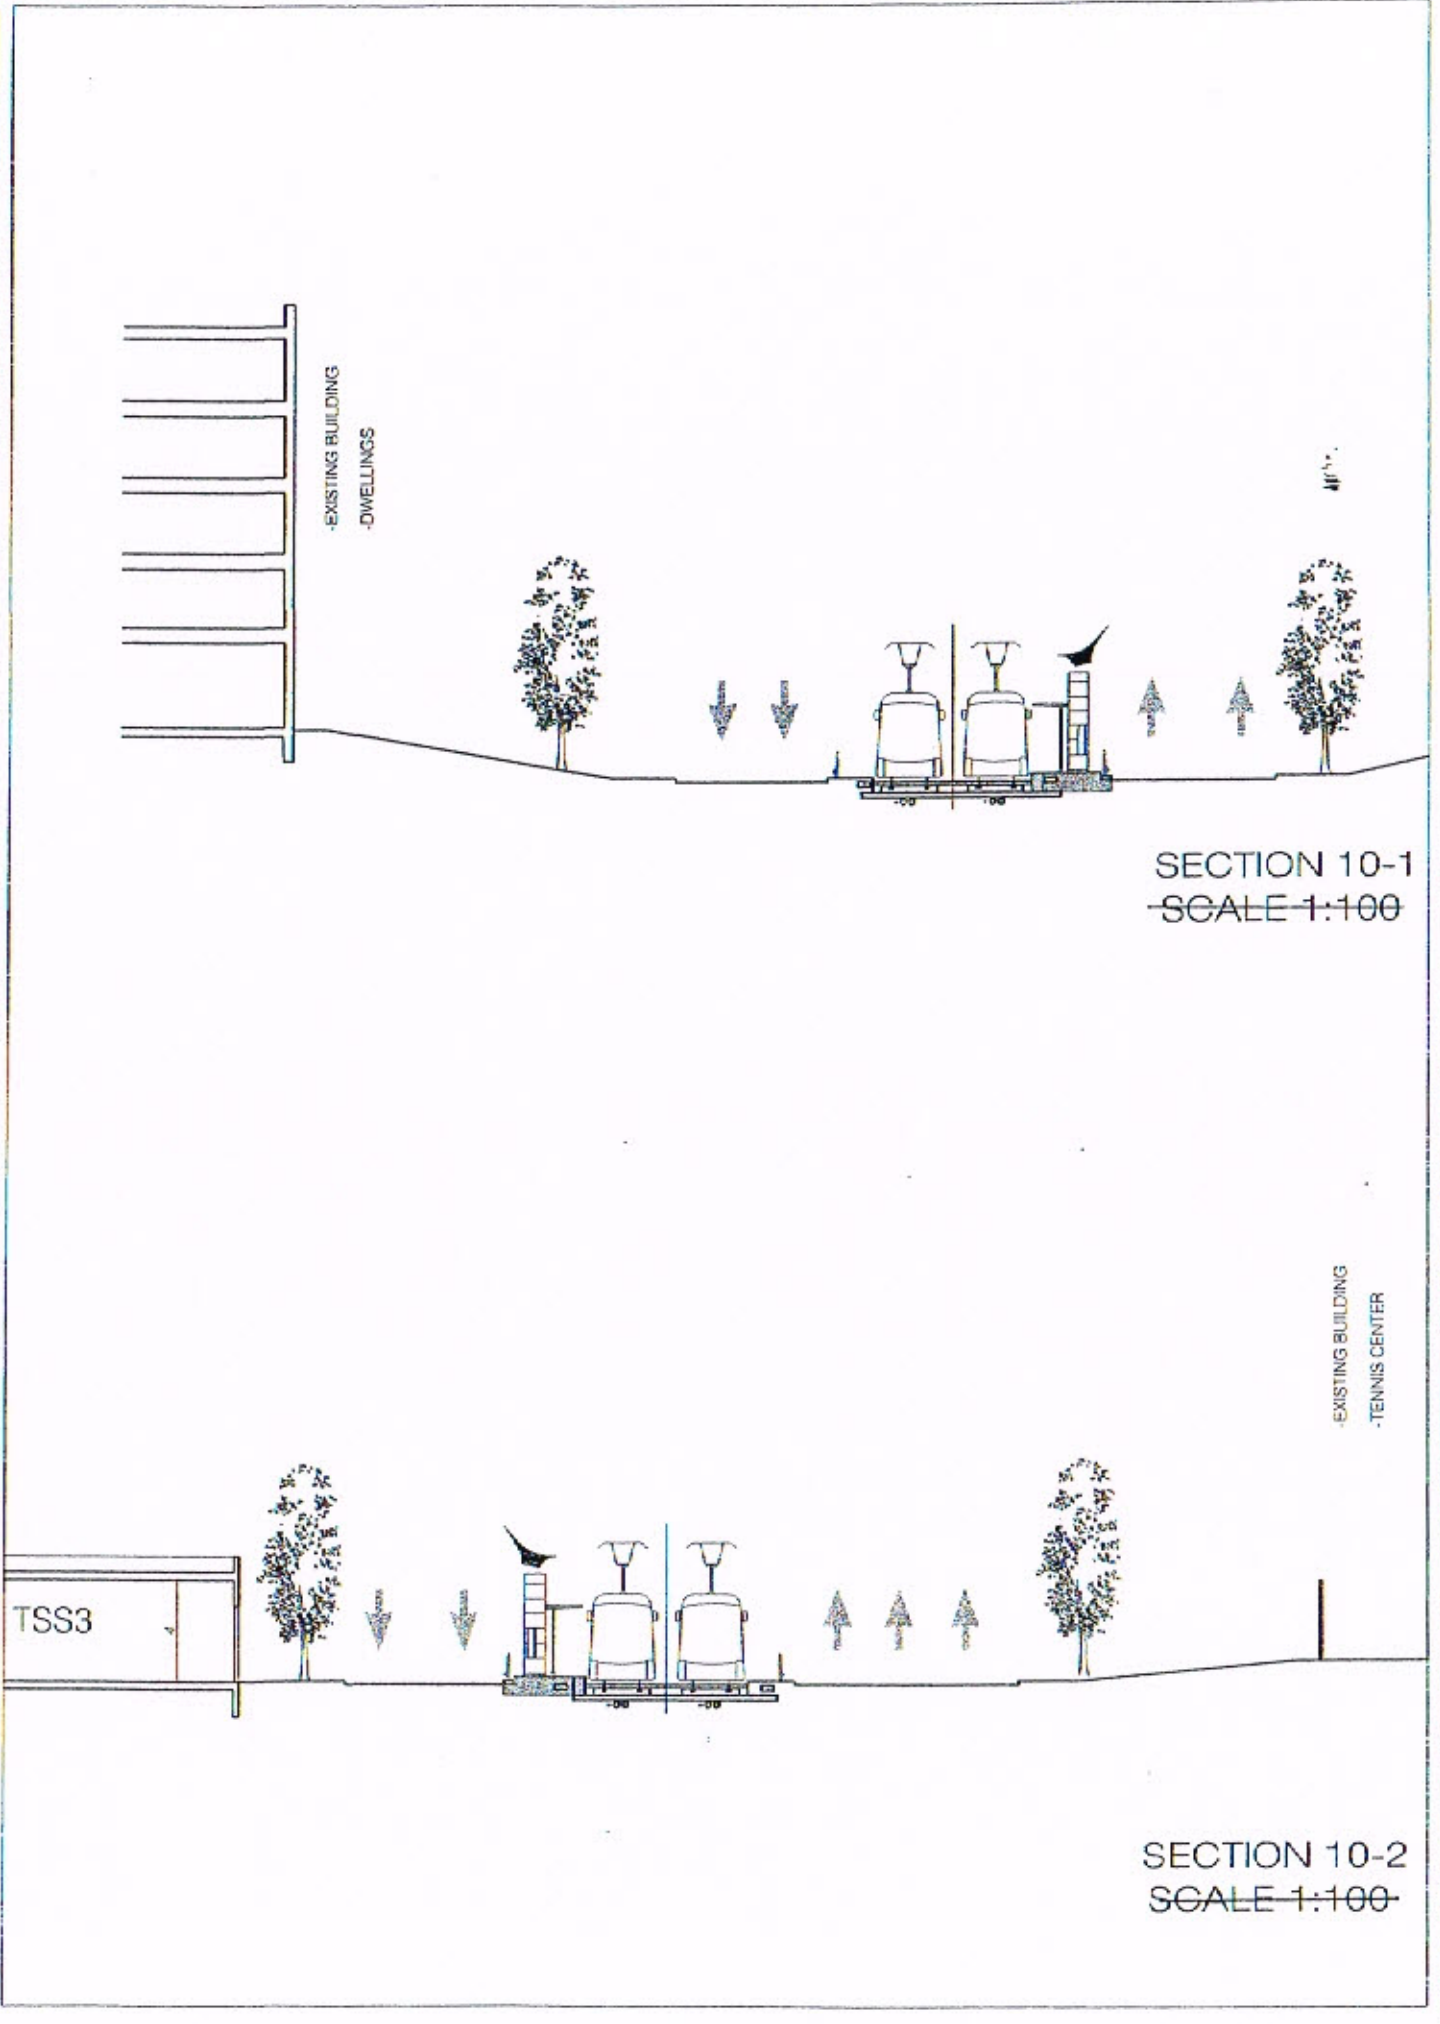 -EXISTING BUILDING
-DWELLINGS
SECTION 10-1
SCALE 1:100
-EXISTING BUILDING
-TENNIS CENTER
TSS3
4
SECTION 10-2
SCALE 1:100